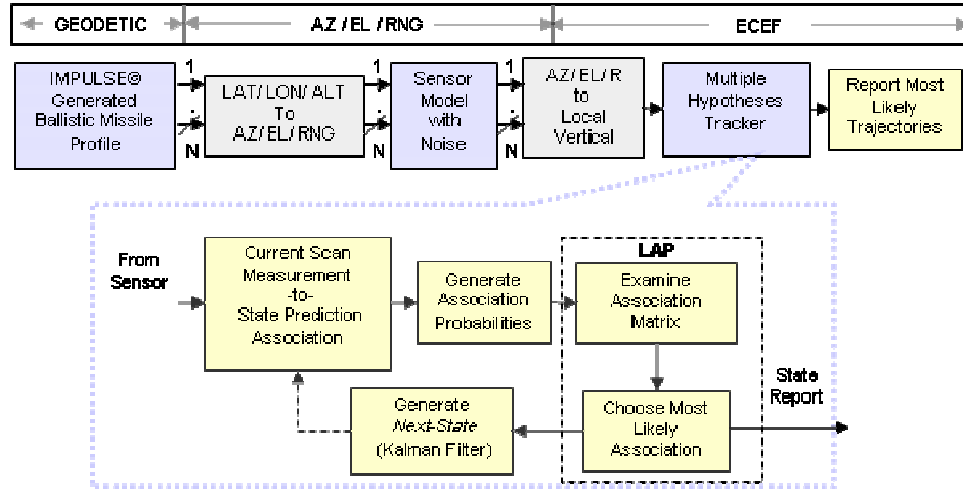 GEODETIC
AZ / EL / RNG
ECEF
IMPULSE©
Generated
Ballistic Missile
Profile
1
N
LAT/ LON/ ALT
To
AZ/ EL/ RNG
1
N
Sensor
Model
with
Noise
1
N
AZ/ EL/ R
to
Local
Vertical
Multiple
Hypotheses
Tracker
Report Most
Likely
Trajectories
From
Sensor
Current Scan
Measurement
-to-
State Prediction
Association
Generate
Association
Probabilities
LAP
Examine
Association
Matrix
Choose Most
Likely
Association
Generate
Next-State
(Kalman Filter)
State
Report